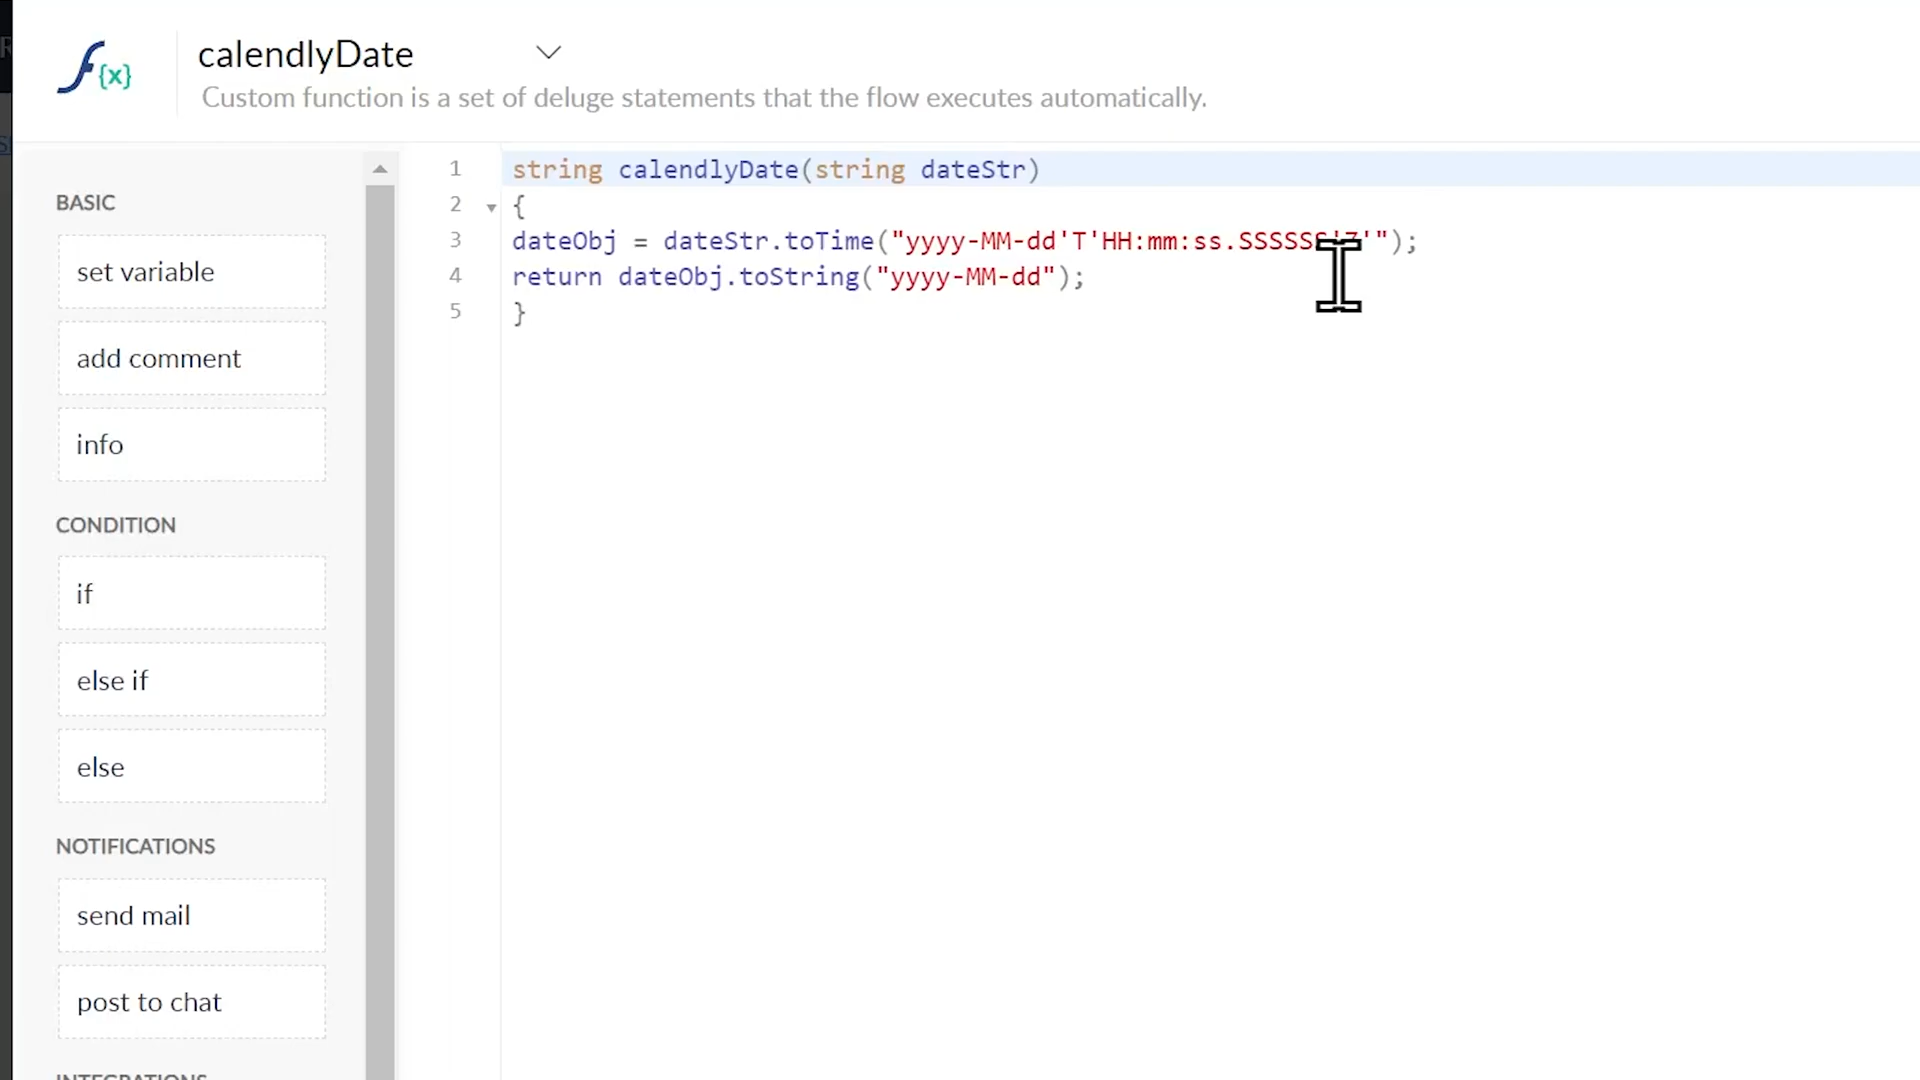 f{x}
calendlyDate
Custom function is a set of deluge statements that the flow executes automatically.
BASIC
set variable
add comment
info
CONDITION
if
else if
else
NOTIFICATIONS
send mail
post to chat
INTEGRATIONS
1 string calendlyDate(string dateStr)
2 {
3 dateObj = dateStr.toTime("yyyy-MM-dd'T'HH:mm:ss.SSSSSS'Z'");
4 return dateObj.toString("yyyy-MM-dd");
5 }